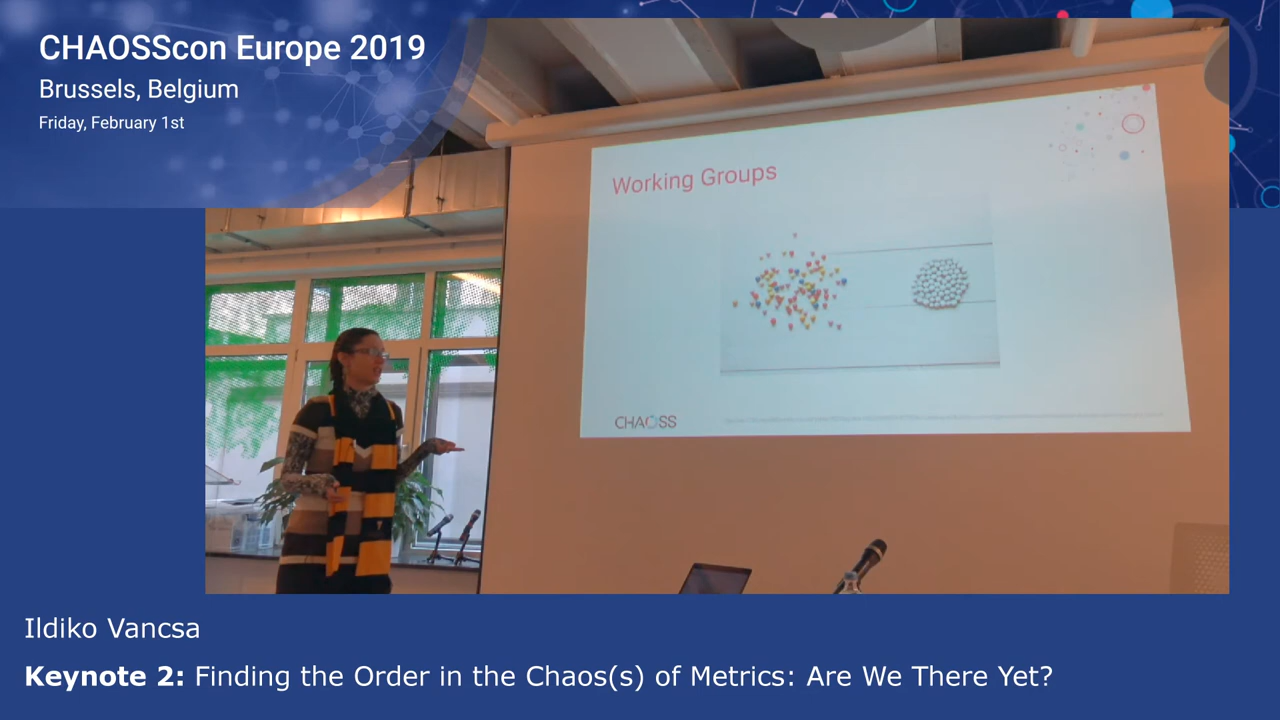 CHAOSScon Europe 2019
Brussels, Belgium
Friday, February 1st
Working Groups
CHAOSS
Ildiko Vancsa
Keynote 2: Finding the Order in the Chaos(s) of Metrics: Are We There Yet?